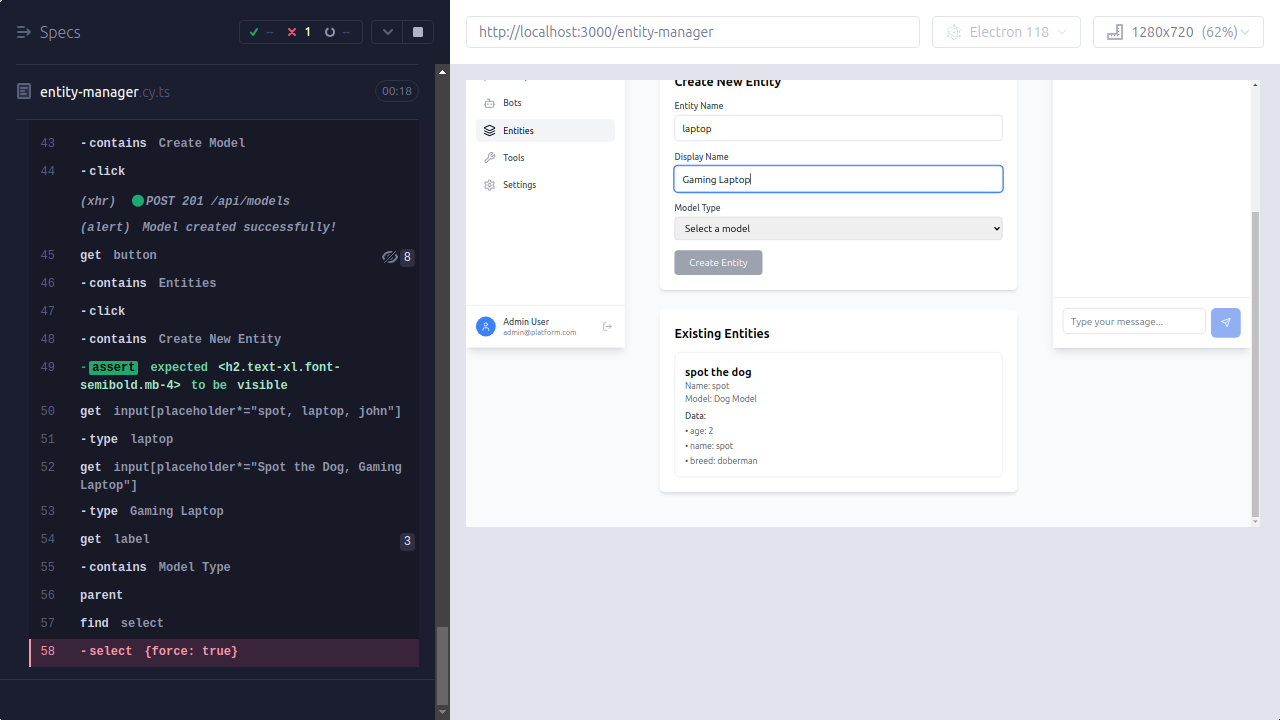 Specs
-- 1 --
entity-manager.cy.ts
00:18
43 -contains Create Model
44 -click
(xhr) POST 201 /api/models
(alert) Model created successfully!
45 get button 8
46 -contains Entities
47 -click
48 -contains Create New Entity
49 -assert expected <h2.text-xl.font-
semibold.mb-4> to be visible
50 get input[placeholder*="spot, laptop, john"]
51 -type laptop
52 get input[placeholder*="Spot the Dog, Gaming
Laptop"]
53 -type Gaming Laptop
54 get label 3
55 -contains Model Type
56 parent
57 find select
58 -select {force: true}
http://localhost:3000/entity-manager
Electron 118
1280x720 (62%)
Bots
Entities
Tools
Settings
Admin User
admin@platform.com
Create New Entity
Entity Name
laptop
Display Name
Gaming Laptop
Model Type
Select a model
Create Entity
Existing Entities
spot the dog
Name: spot
Model: Dog Model
Data:
• age: 2
• name: spot
• breed: doberman
Type your message...